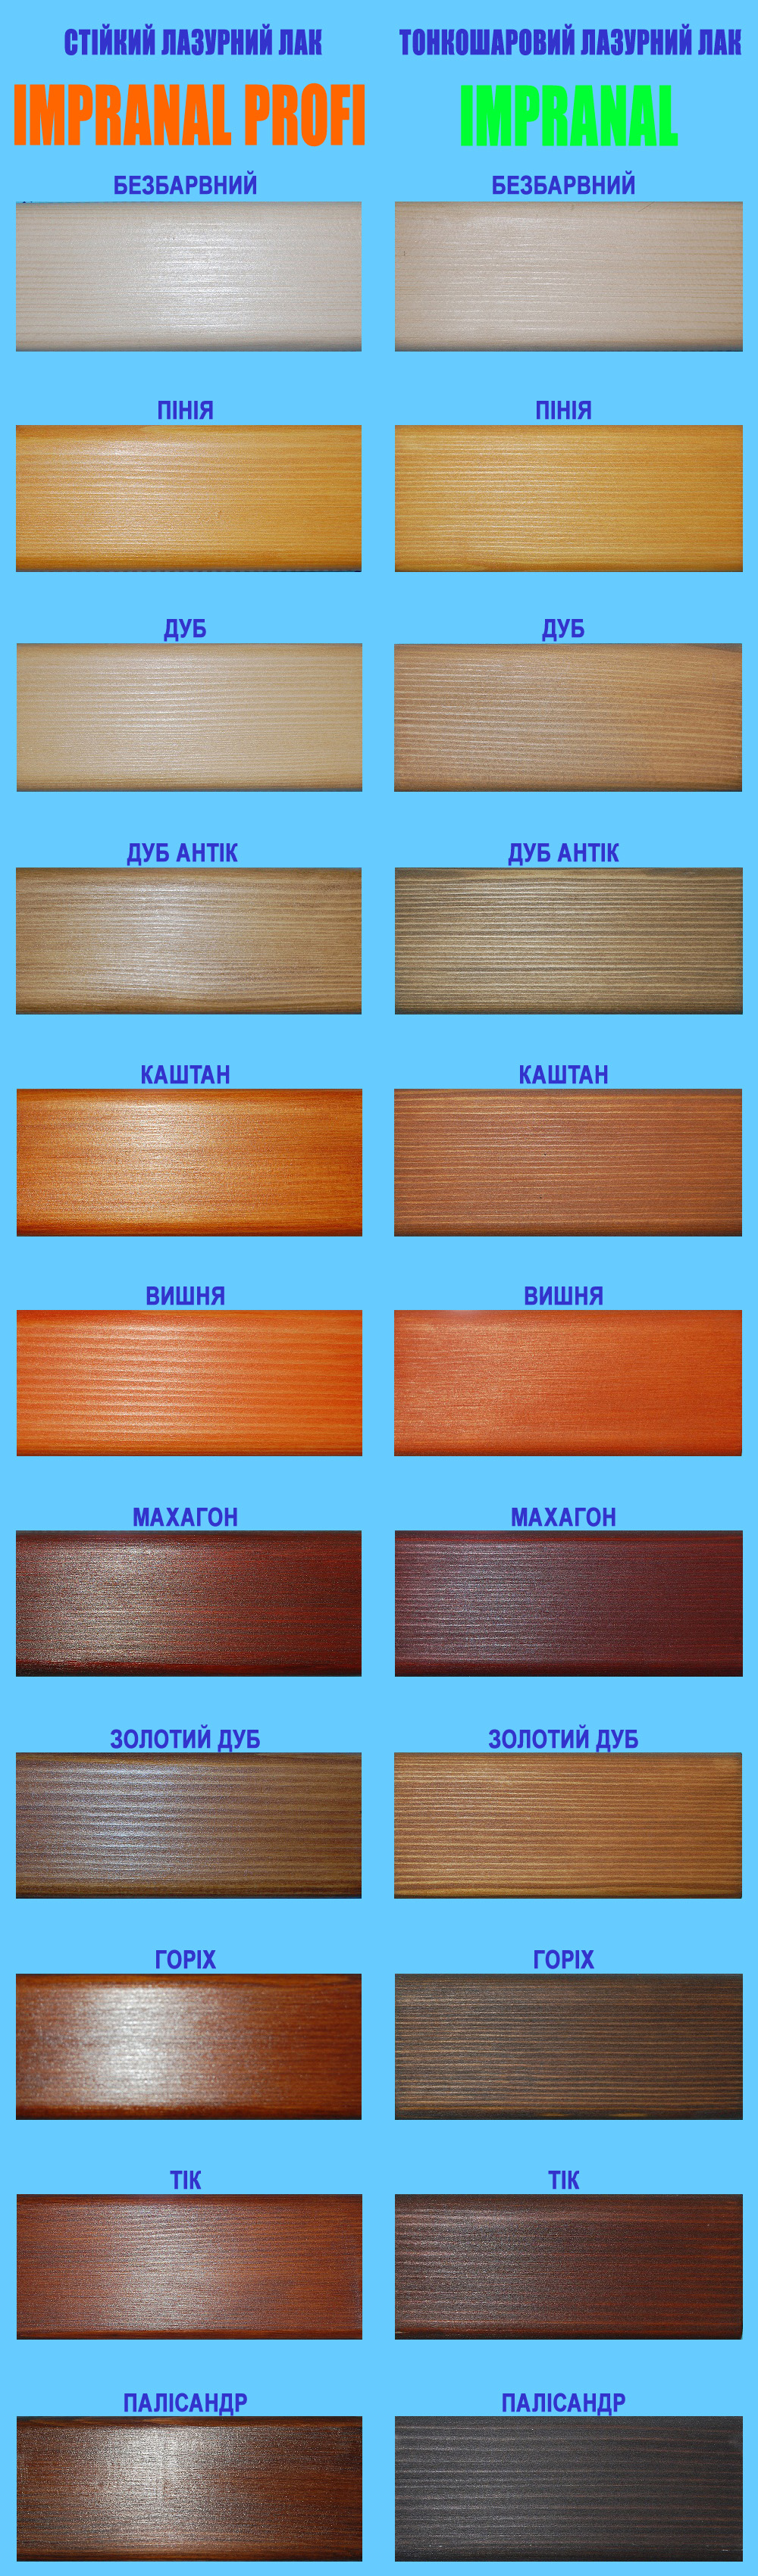 СТІЙКИЙ ЛАЗУРНИЙ ЛАК
ТОНКОШАРОВИЙ ЛАЗУРНИЙ ЛАК
IMPRANAL PROFI
IMPRANAL
БЕЗБАРВНИЙ
БЕЗБАРВНИЙ
ПІНІЯ
ПІНІЯ
ДУБ
ДУБ
ДУБ АНТІК
ДУБ АНТІК
КАШТАН
КАШТАН
ВИШНЯ
ВИШНЯ
МАХАГОН
МАХАГОН
ЗОЛОТИЙ ДУБ
ЗОЛОТИЙ ДУБ
ГОРІХ
ГОРІХ
ТІК
ТІК
ПАЛІСАНДР
ПАЛІСАНДР